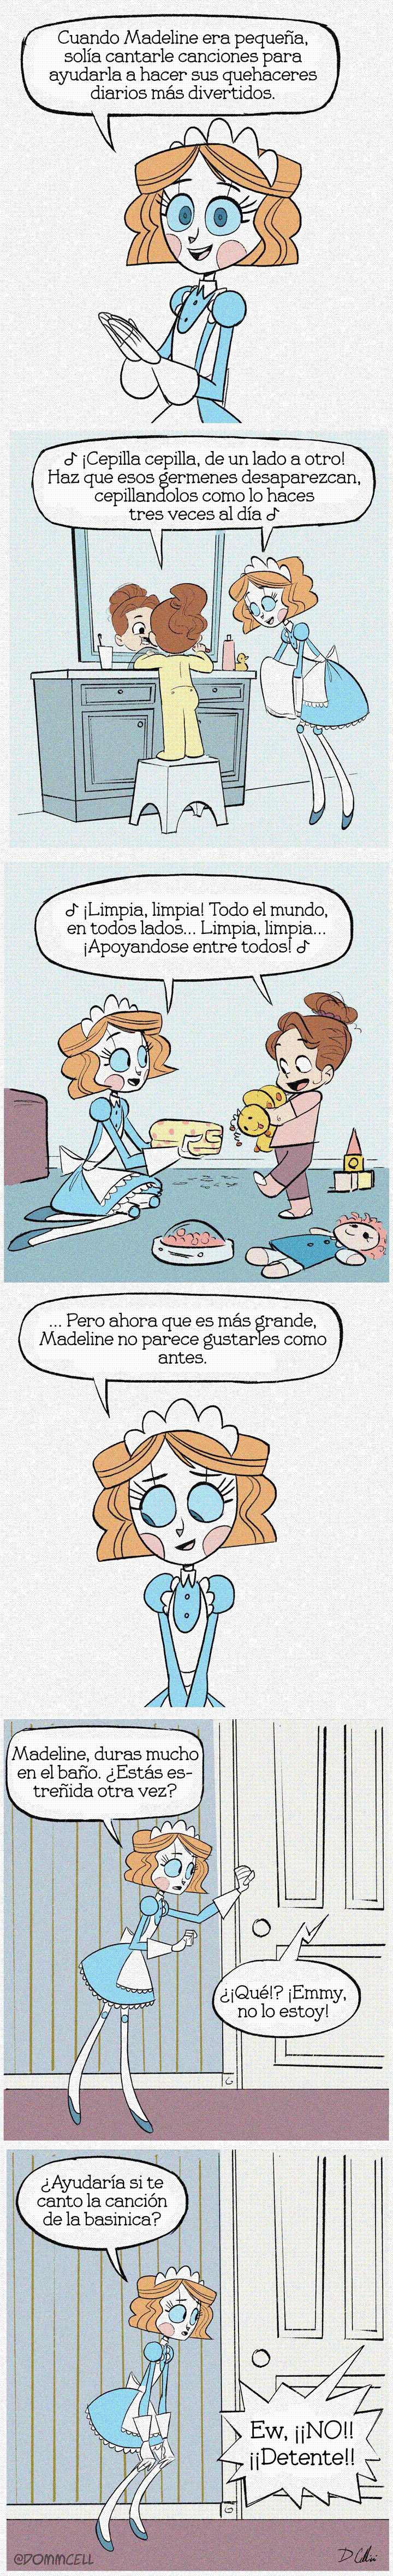 Cuando Madeline era pequeña,
solía cantarle canciones para
ayudarla a hacer sus quehaceres
diarios más divertidos.
♪ ¡Cepilla cepilla, de un lado a otro!
Haz que esos germenes desaparezcan,
cepillandolos como lo haces
tres veces al día ♪
♪ ¡Limpia, limpia! Todo el mundo,
en todos lados... Limpia, limpia...
¡Apoyandose entre todos! ♪
... Pero ahora que es más grande,
Madeline no parece gustarles como
antes.
Madeline, duras mucho
en el baño. ¿Estás es-
treñida otra vez?
¿¡Qué!? ¡Emmy,
no lo estoy!
¿Ayudaría si te
canto la canción
de la basinica?
Ew, ¡¡NO!!
¡¡Detente!!
@DOMMCELL